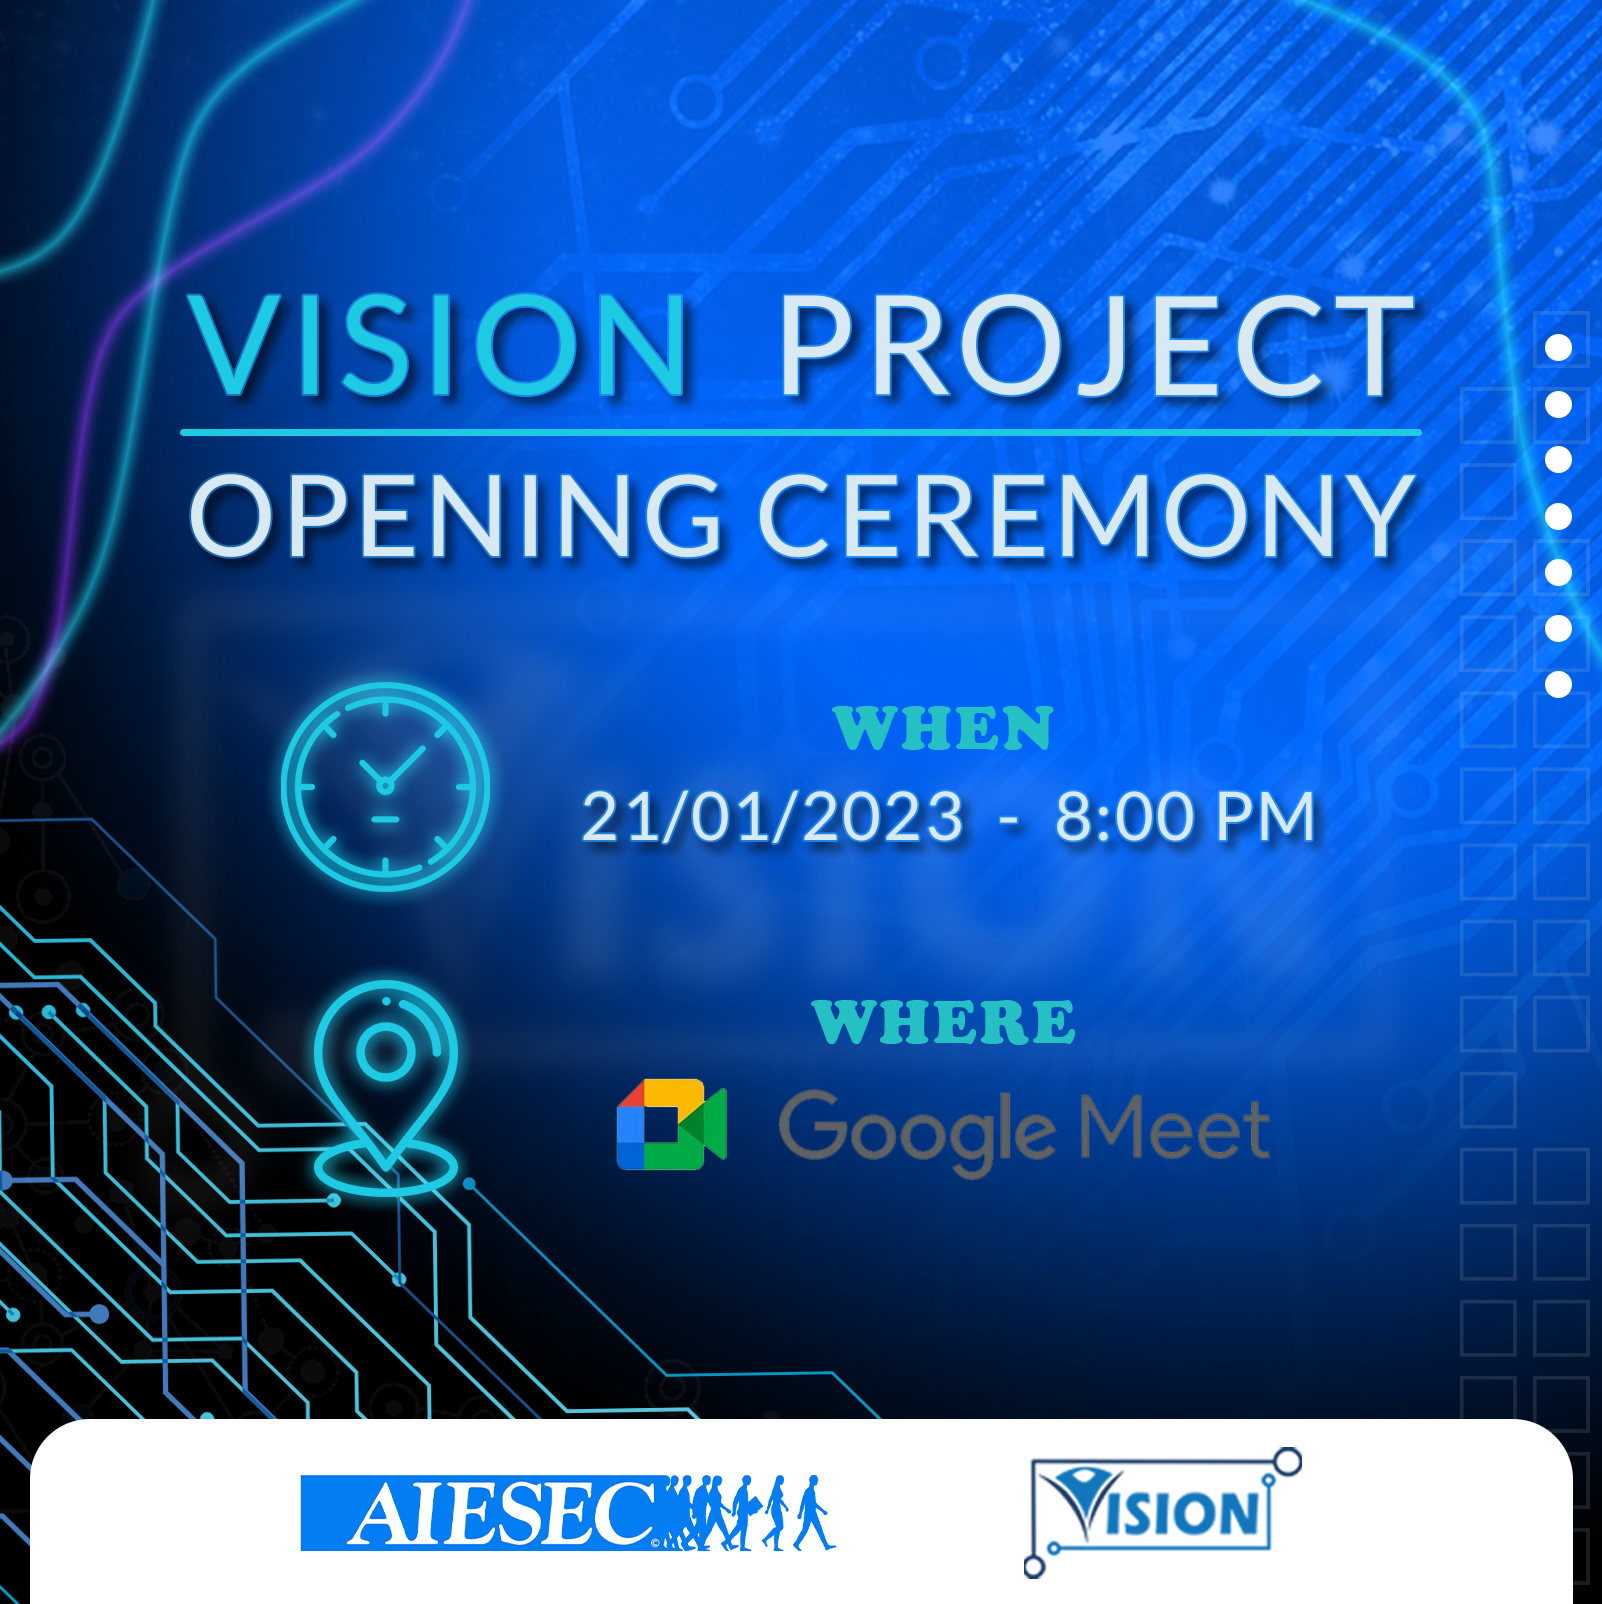 VISION PROJECT
OPENING CEREMONY
WHEN
21/01/2023 - 8:00 PM
WHERE
Google Meet
AIESEC ©
VISION